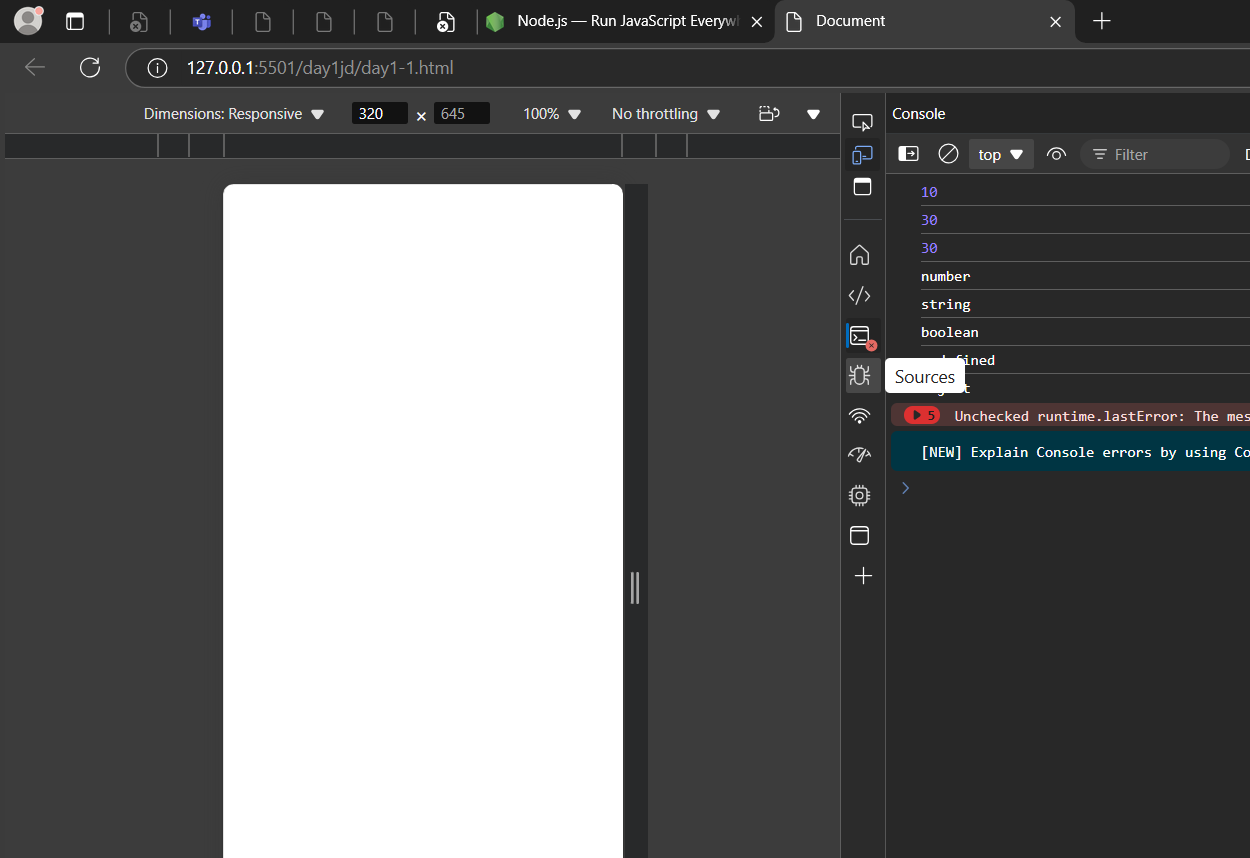 Node.js — Run JavaScript Everywh
Document
127.0.0.1:5501/day1jd/day1-1.html
Dimensions: Responsive 320 × 645 100% No throttling
Console
top Filter
10
30
30
number
string
boolean
fined
Sources
t
5 Unchecked runtime.lastError: The mes
[NEW] Explain Console errors by using Co